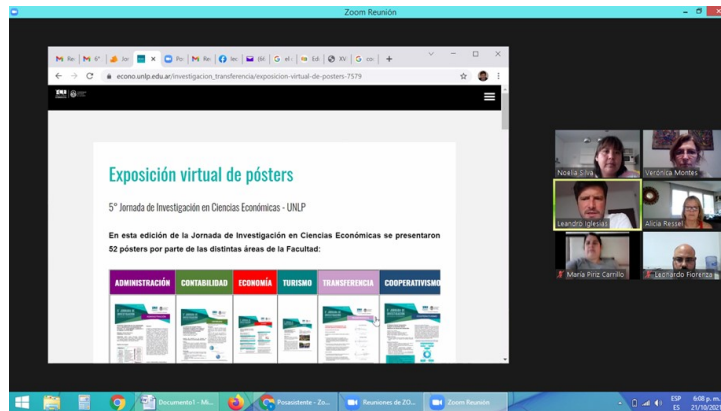 Zoom Reunión
econo.unlp.edu.ar/investigacion_transferencia/exposicion-virtual-de-posters-7579
Exposición virtual de pósters
5° Jornada de Investigación en Ciencias Económicas - UNLP
En esta edición de la Jornada de Investigación en Ciencias Económicas se presentaron
52 pósters por parte de las distintas áreas de la Facultad:
ADMINISTRACIÓN CONTABILIDAD ECONOMÍA TURISMO TRANSFERENCIA COOPERATIVISMO
Noelia Silva
Verónica Montes
Leandro Iglesias
Alicia Ressel
Maria Piriz Carrillo
Leonardo Fiorenza
Documento1 - Mi...
Posasistente - Zo...
Reuniones de ZO...
Zoom Reunión
ESP
ES
6:08 p. m.